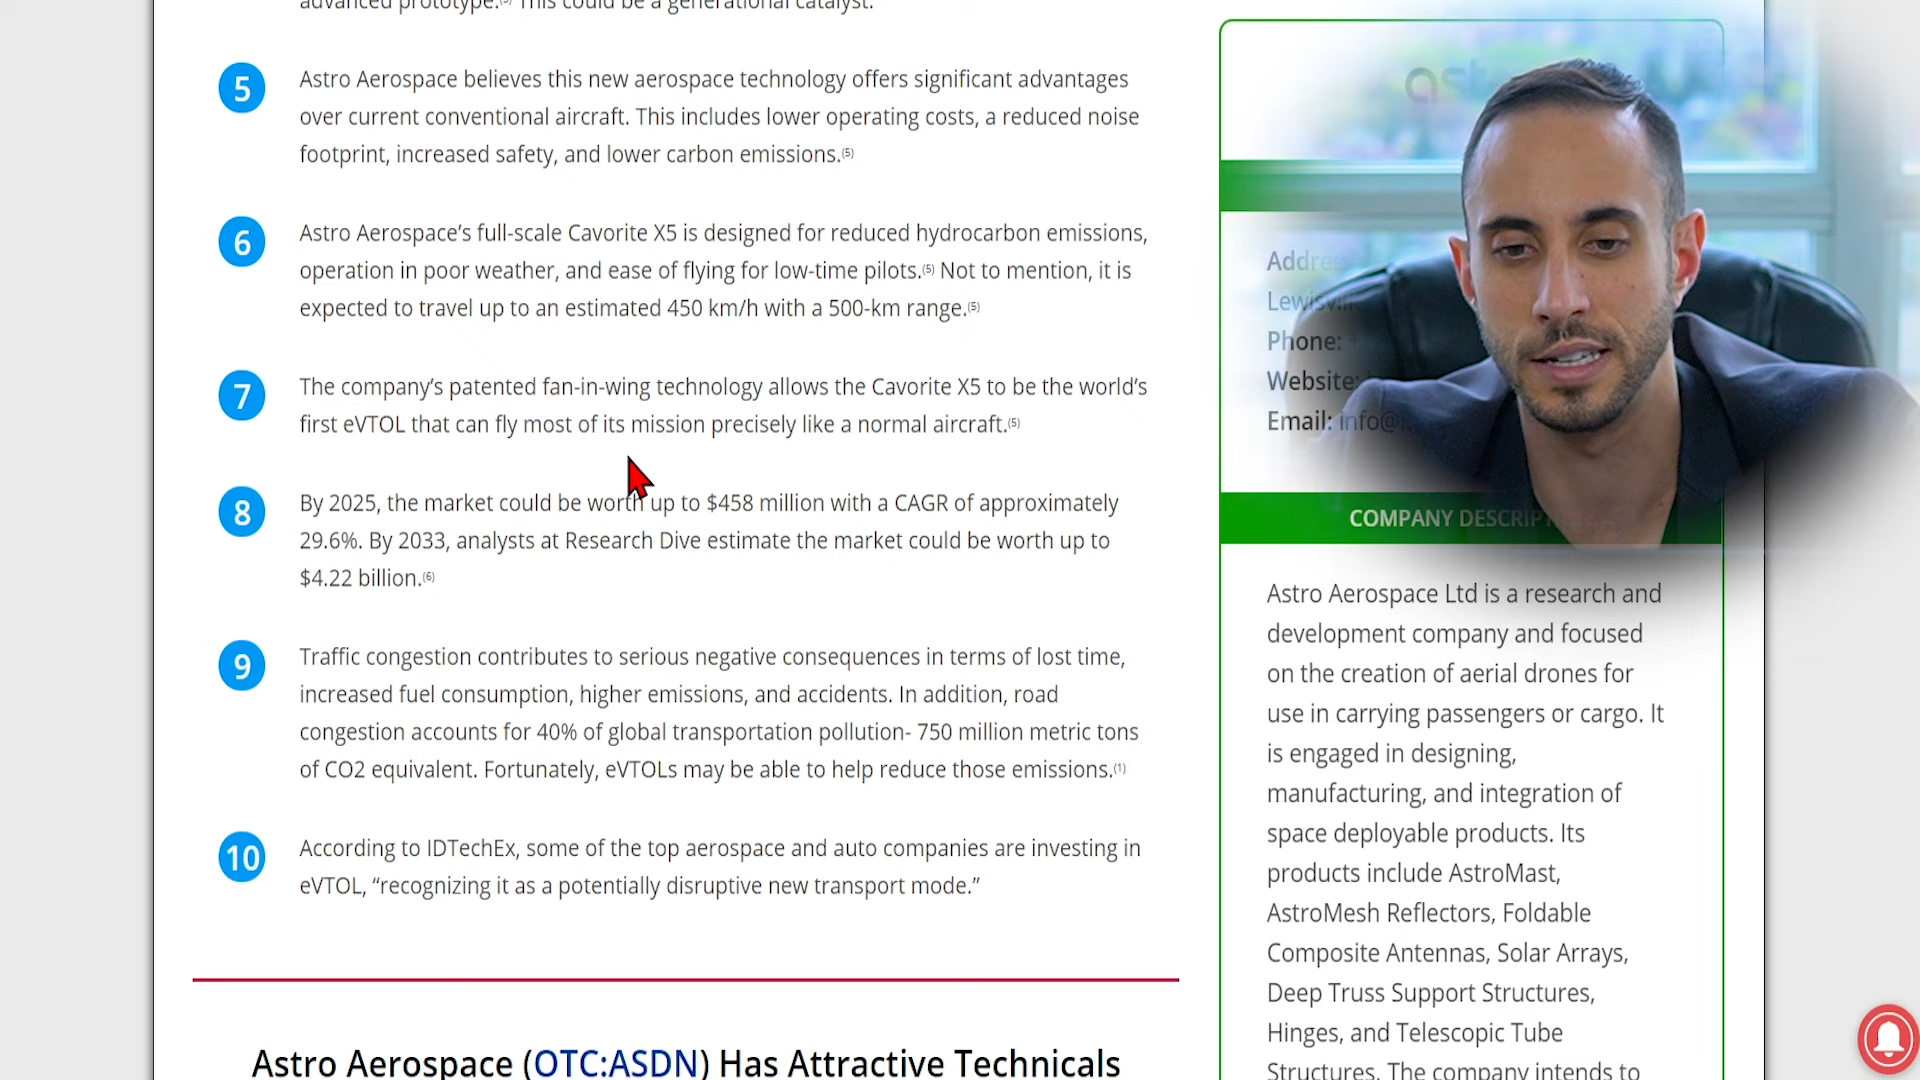 advanced prototype.(5) This could be a generational catalyst.
5
Astro Aerospace believes this new aerospace technology offers significant advantages
over current conventional aircraft. This includes lower operating costs, a reduced noise
footprint, increased safety, and lower carbon emissions.(5)
6
Astro Aerospace’s full-scale Cavorite X5 is designed for reduced hydrocarbon emissions,
operation in poor weather, and ease of flying for low-time pilots.(5) Not to mention, it is
expected to travel up to an estimated 450 km/h with a 500-km range.(5)
7
The company’s patented fan-in-wing technology allows the Cavorite X5 to be the world’s
first eVTOL that can fly most of its mission precisely like a normal aircraft.(5)
8
By 2025, the market could be worth up to $458 million with a CAGR of approximately
29.6%. By 2033, analysts at Research Dive estimate the market could be worth up to
$4.22 billion.(6)
9
Traffic congestion contributes to serious negative consequences in terms of lost time,
increased fuel consumption, higher emissions, and accidents. In addition, road
congestion accounts for 40% of global transportation pollution- 750 million metric tons
of CO2 equivalent. Fortunately, eVTOLs may be able to help reduce those emissions.(1)
10
According to IDTechEx, some of the top aerospace and auto companies are investing in
eVTOL, “recognizing it as a potentially disruptive new transport mode.”
Astro Aerospace (OTC:ASDN) Has Attractive Technicals
Phone:
Website:
Email: info@
COMPANY
Astro Aerospace Ltd is a research and
development company and focused
on the creation of aerial drones for
use in carrying passengers or cargo. It
is engaged in designing,
manufacturing, and integration of
space deployable products. Its
products include AstroMast,
AstroMesh Reflectors, Foldable
Composite Antennas, Solar Arrays,
Deep Truss Support Structures,
Hinges, and Telescopic Tube
Structures. The company intends to